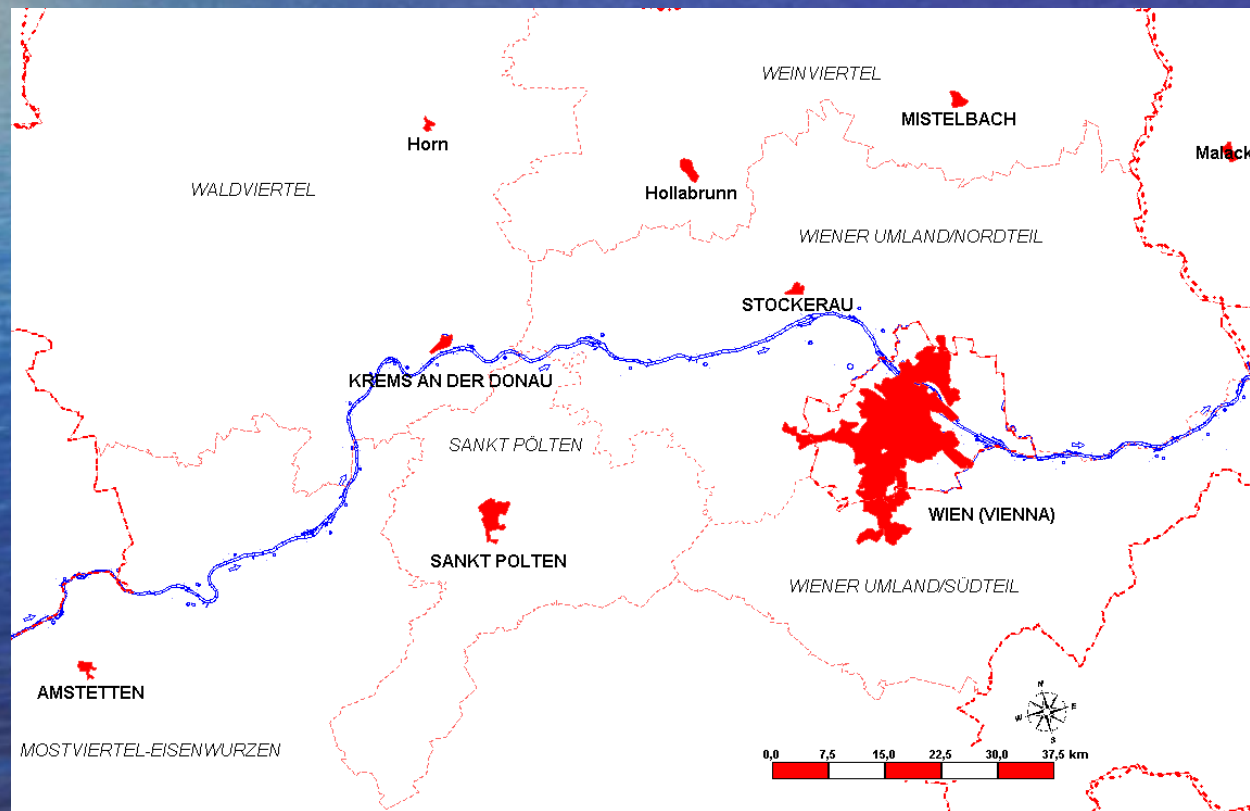 WEINVIERTEL
MISTELBACH
Horn
Malack
Hollabrunn
WALDVIERTEL
WIENER UMLAND/NORDTEIL
STOCKERAU
KREMS AN DER DONAU
SANKT PÖLTEN
WIEN (VIENNA)
SANKT POLTEN
WIENER UMLAND/SÜDTEIL
AMSTETTEN
MOSTVIERTEL-EISENWURZEN
N
W E
S
0,0 7,5 15,0 22,5 30,0 37,5 km